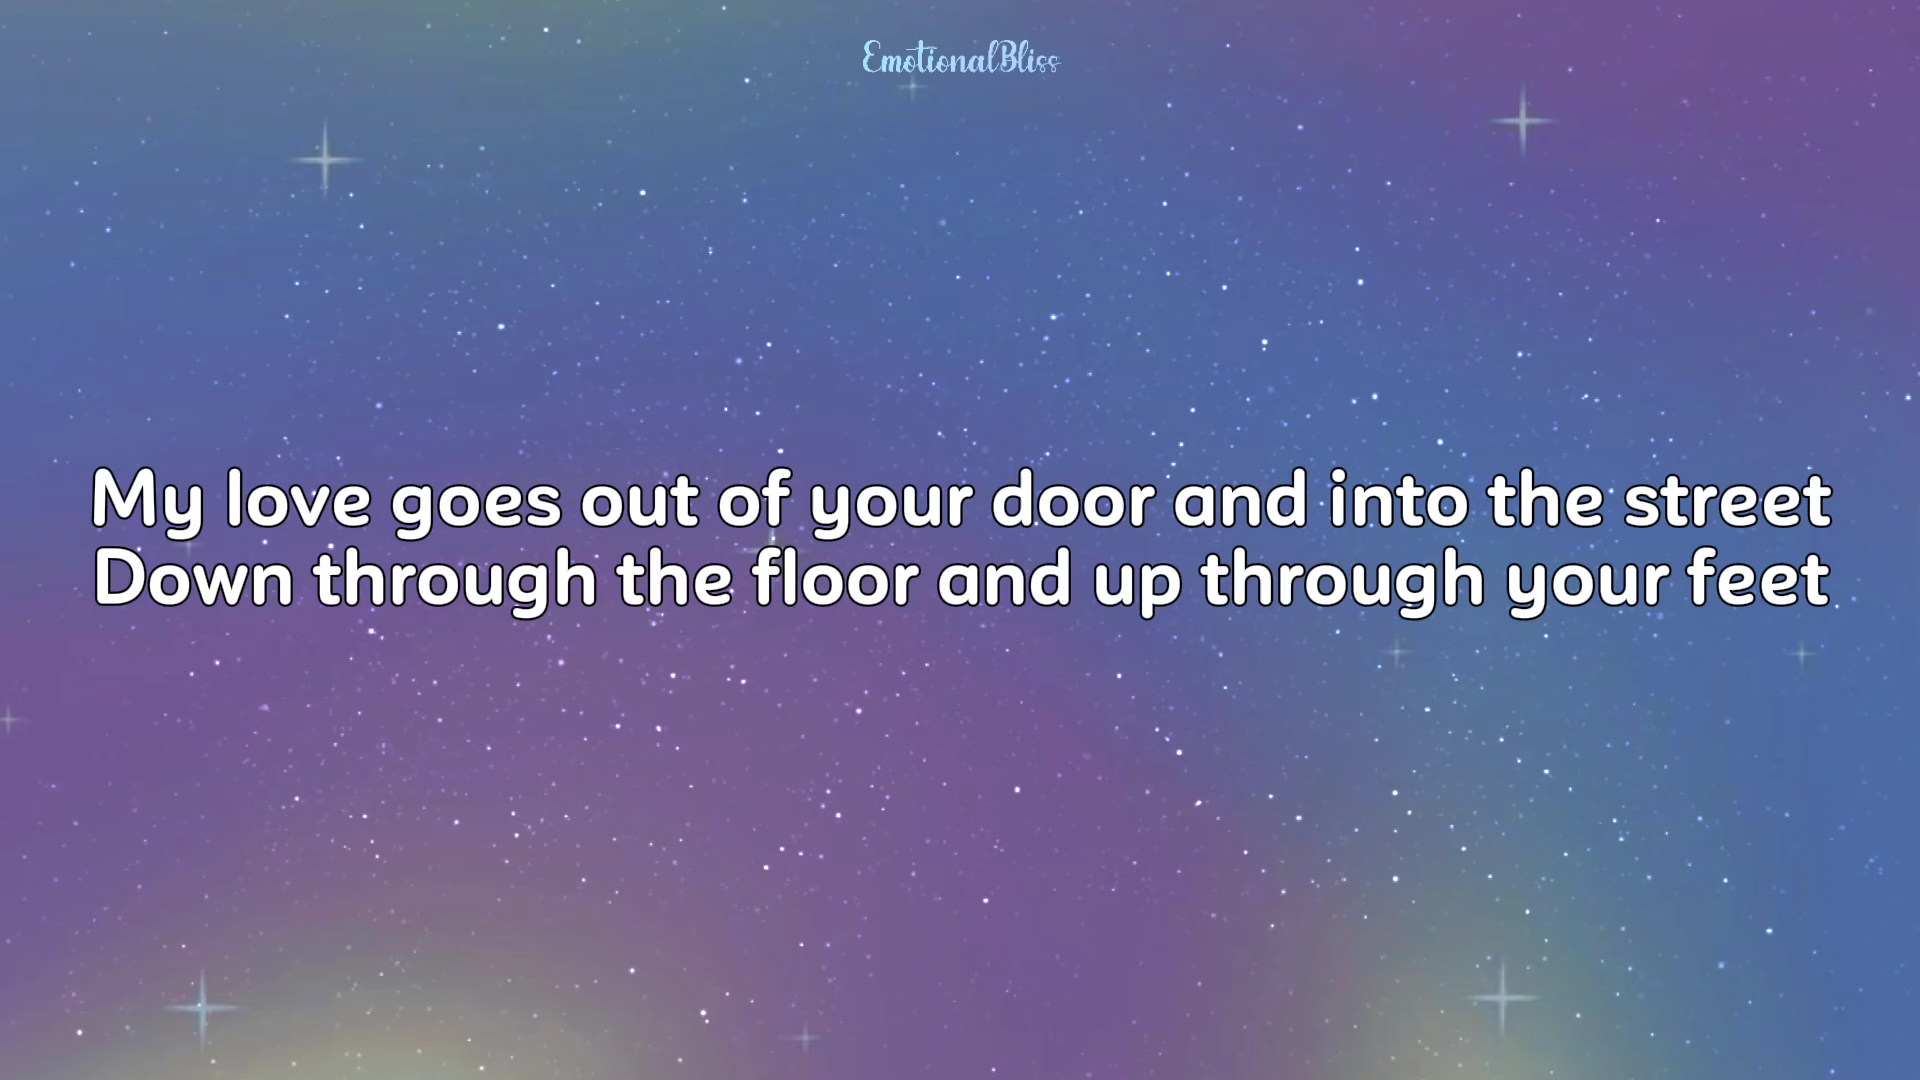 EmotionalBliss
My love goes out of your door and into the street
Down through the floor and up through your feet